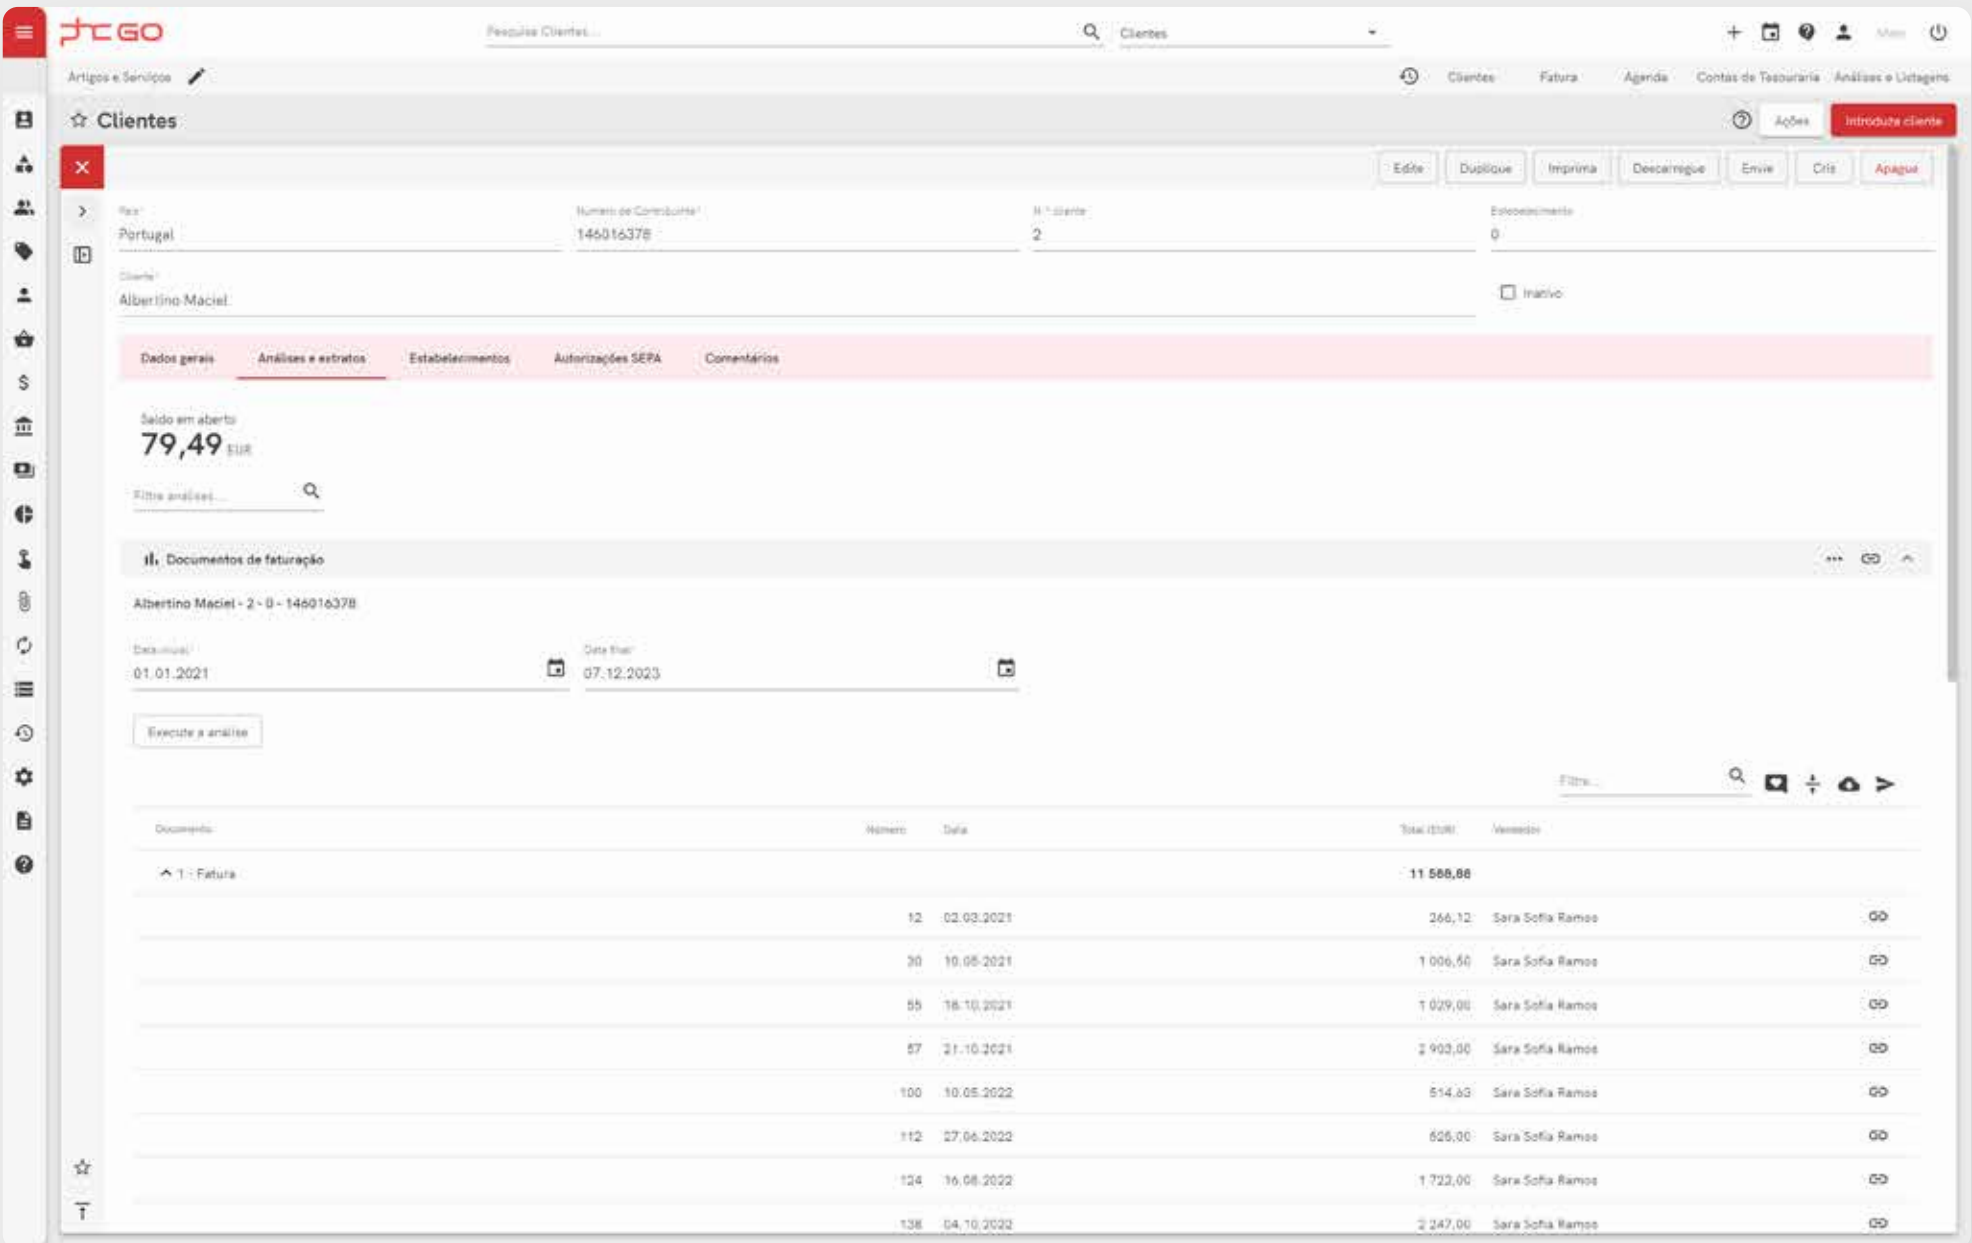 GO
Pesquise Clientes...
Clientes
Artigos e Serviços
Clientes
Fatura
Agenda
Contas de Tesouraria
Análises e Listagens
Clientes
Ações
Introduza cliente
Edite
Duplique
Imprima
Descarregue
Envie
Crie
Apague
País*
Número de Contribuinte*
N.º cliente
Estabelecimento
Portugal
146016378
2
0
Cliente*
Albertino Maciel
Inativo
Dados gerais
Análises e extratos
Estabelecimentos
Autorizações SEPA
Comentários
Saldo em aberto
79,49 EUR
Filtre análises...
Documentos de faturação
Albertino Maciel - 2 - 0 - 146016378
Data inicial*
Data final*
01.01.2021
07.12.2023
Execute a análise
Filtre...
Documento
Número
Data
Total (EUR)
Vendedor
1 - Fatura
11 588,88
12 02.03.2021 266,12 Sara Sofia Ramos
30 1 006,50 Sara Sofia Ramos
55 18.10.2021 1 029,00 Sara Sofia Ramos
57 21.10.2021 2 903,00 Sara Sofia Ramos
100 10.05.2022 514,63 Sara Sofia Ramos
112 27.06.2022 Sara Sofia Ramos
124 16.08.2022 1 722,00 Sara Sofia Ramos
138 04.10.2022 2 247,00 Sara Sofia Ramos